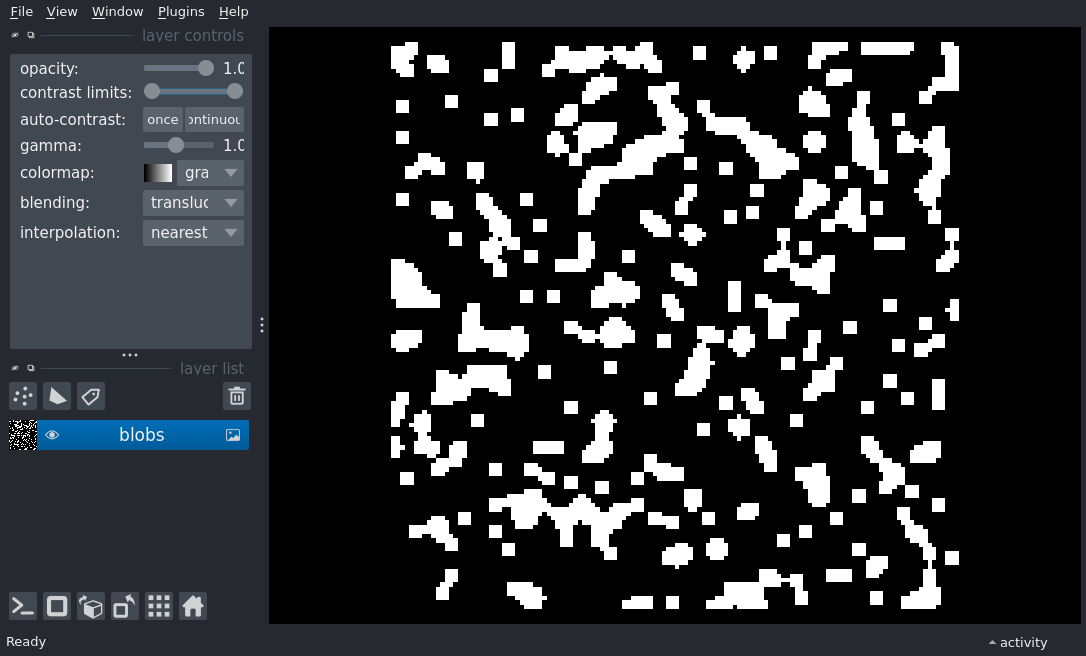 File View Window Plugins Help
layer controls
opacity: 1.0
contrast limits:
auto-contrast: once ontinuou
gamma: 1.0
colormap: gra
blending: transluc
interpolation: nearest
layer list
blobs
Ready activity